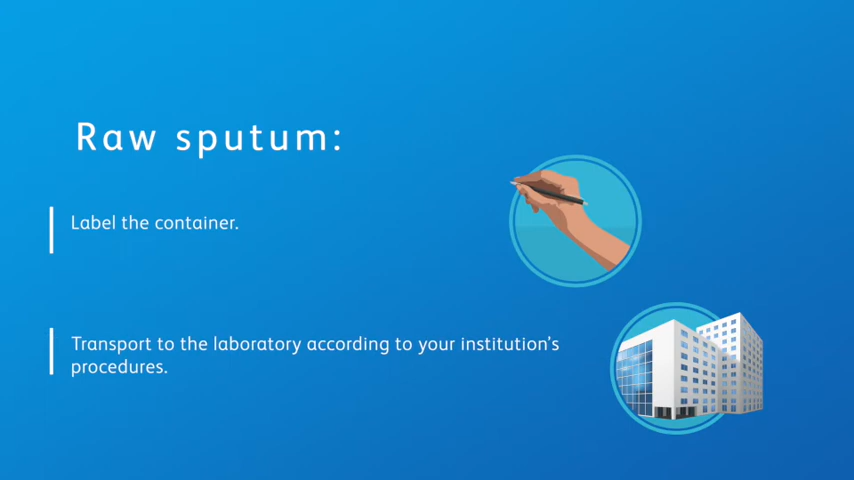 Raw sputum:
Label the container.
Transport to the laboratory according to your institution's
procedures.